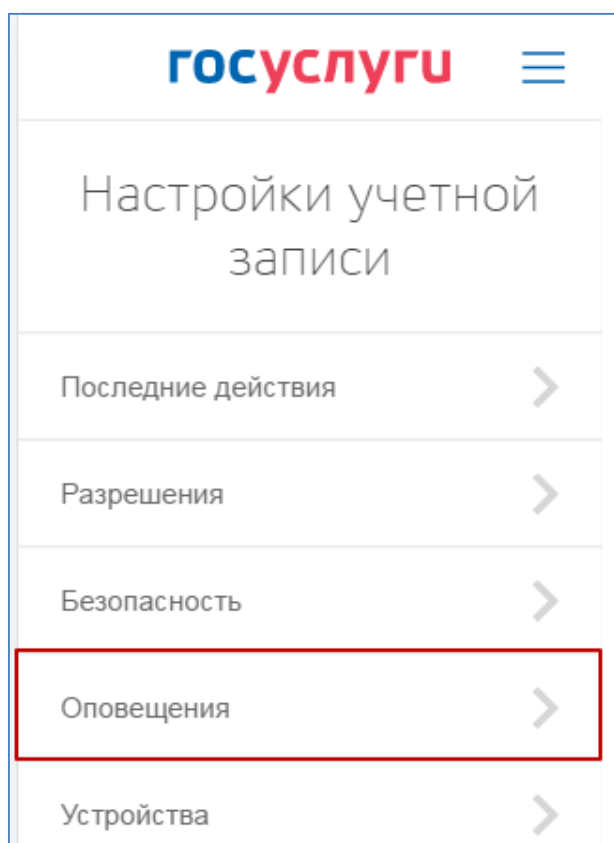 госуслуги
Настройки учетной
записи
Последние действия
Разрешения
Безопасность
Оповещения
Устройства